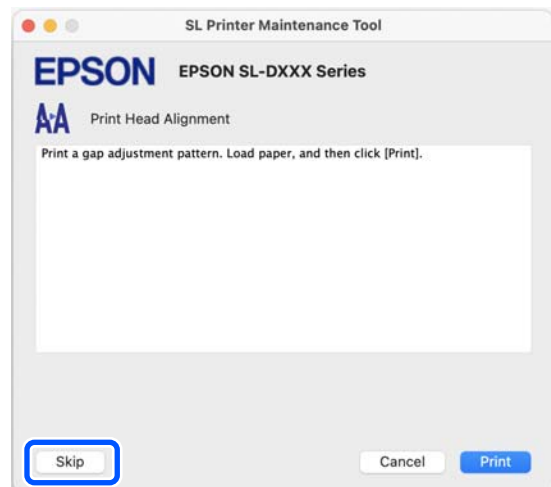 SL Printer Maintenance Tool
EPSON EPSON SL-DXXX Series
AA Print Head Alignment
Print a gap adjustment pattern. Load paper, and then click [Print].
Skip Cancel Print